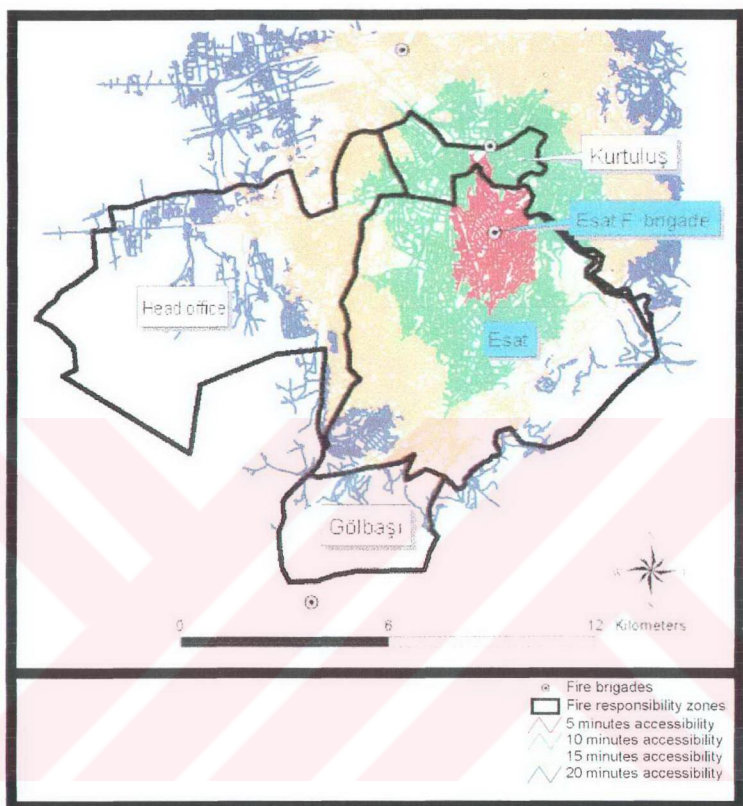 Kurtuluş
Esat F. brigade
Head office
Esat
Gölbaşı
0 6 12 Kilometers
Fire brigades
Fire responsibility zones
5 minutes accessibility
10 minutes accessibility
15 minutes accessibility
20 minutes accessibility